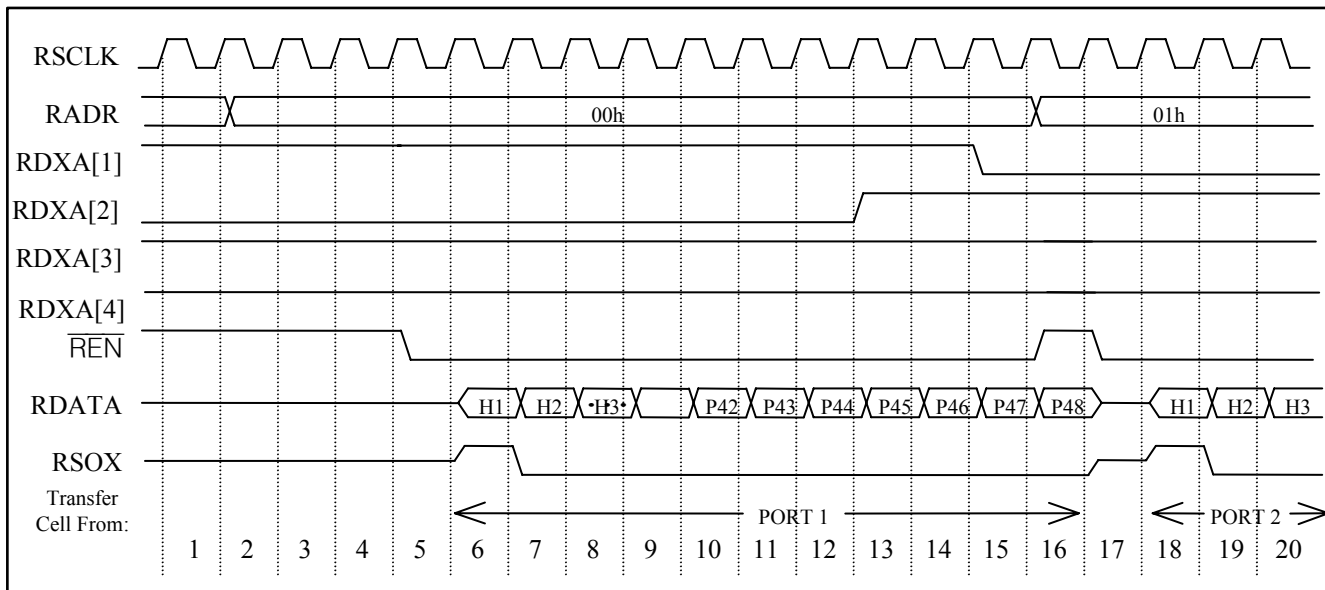 RSCLK
RADR 00h 01h
RDXA[1]
RDXA[2]
RDXA[3]
RDXA[4]
REN
RDATA H1 H2 H3 P42 P43 P44 P45 P46 P47 P48 H1 H2 H3
RSOX
Transfer
Cell From: PORT 1 PORT 2
1 2 3 4 5 6 7 8 9 10 11 12 13 14 15 16 17 18 19 20